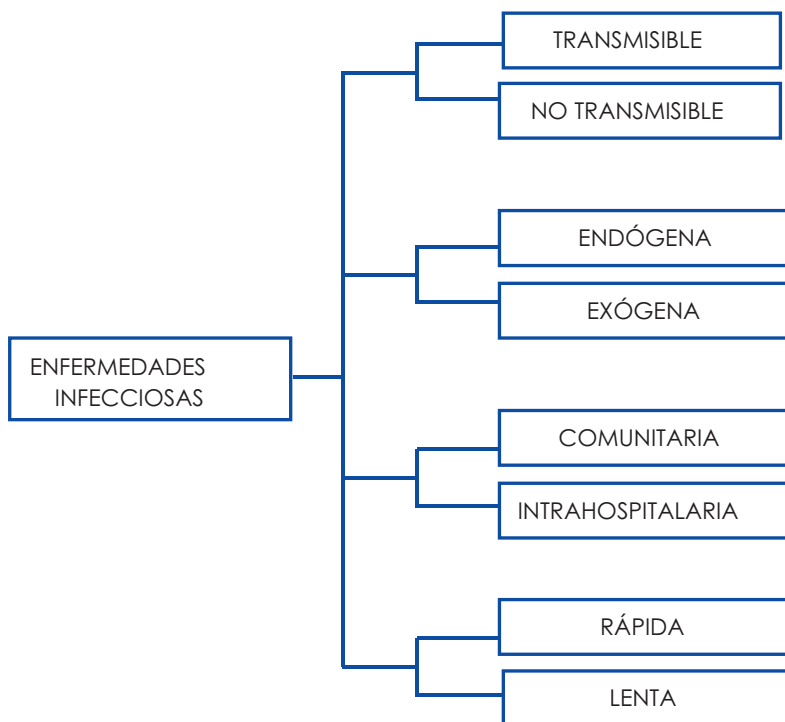 ENFERMEDADES
INFECCIOSAS
TRANSMISIBLE
NO TRANSMISIBLE
ENDÓGENA
EXÓGENA
COMUNITARIA
INTRAHOSPITALARIA
RÁPIDA
LENTA